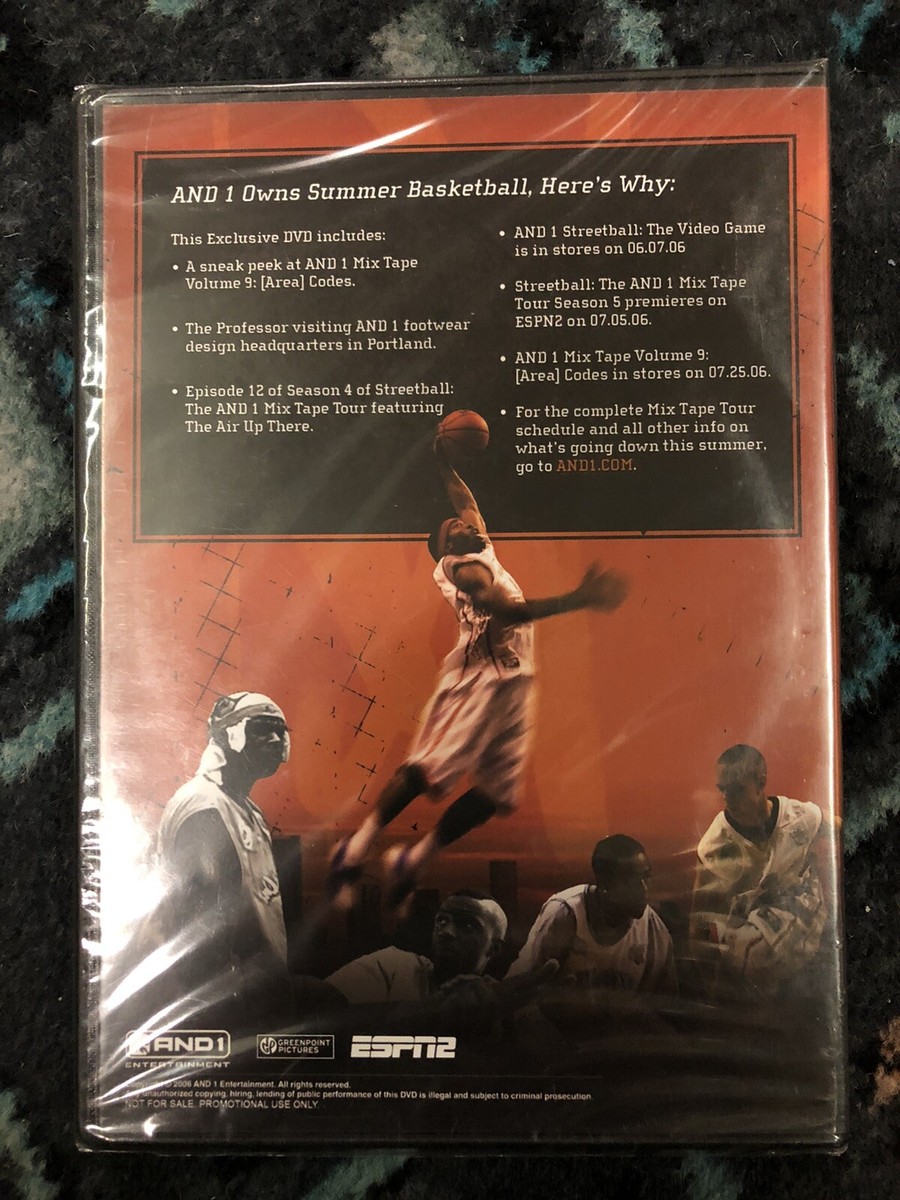 AND 1 Owns Summer Basketball, Here's Why:
This Exclusive DVD includes:
• A sneak peek at AND 1 Mix Tape
Volume 9: [Area] Codes.
• The Professor visiting AND 1 footwear
design headquarters in Portland.
• Episode 12 of Season 4 of Streetball:
The AND 1 Mix Tape Tour featuring
The Air Up There.
• AND 1 Streetball: The Video Game
is in stores on 06.07.06
• Streetball: The AND 1 Mix Tape
Tour Season 5 premieres on
ESPN2 on 07.05.06.
• AND 1 Mix Tape Volume 9:
[Area] Codes in stores on 07.25.06.
• For the complete Mix Tape Tour
schedule and all other info on
what's going down this summer,
go to AND1.COM.
AND1
ENTERTAINMENT
GREENPOINT
PICTURES
ESPN2
Copyright © 2006 AND 1 Entertainment. All rights reserved.
Any unauthorized copying, hiring, lending of public performance of this DVD is illegal and subject to criminal prosecution.
NOT FOR SALE. PROMOTIONAL USE ONLY.